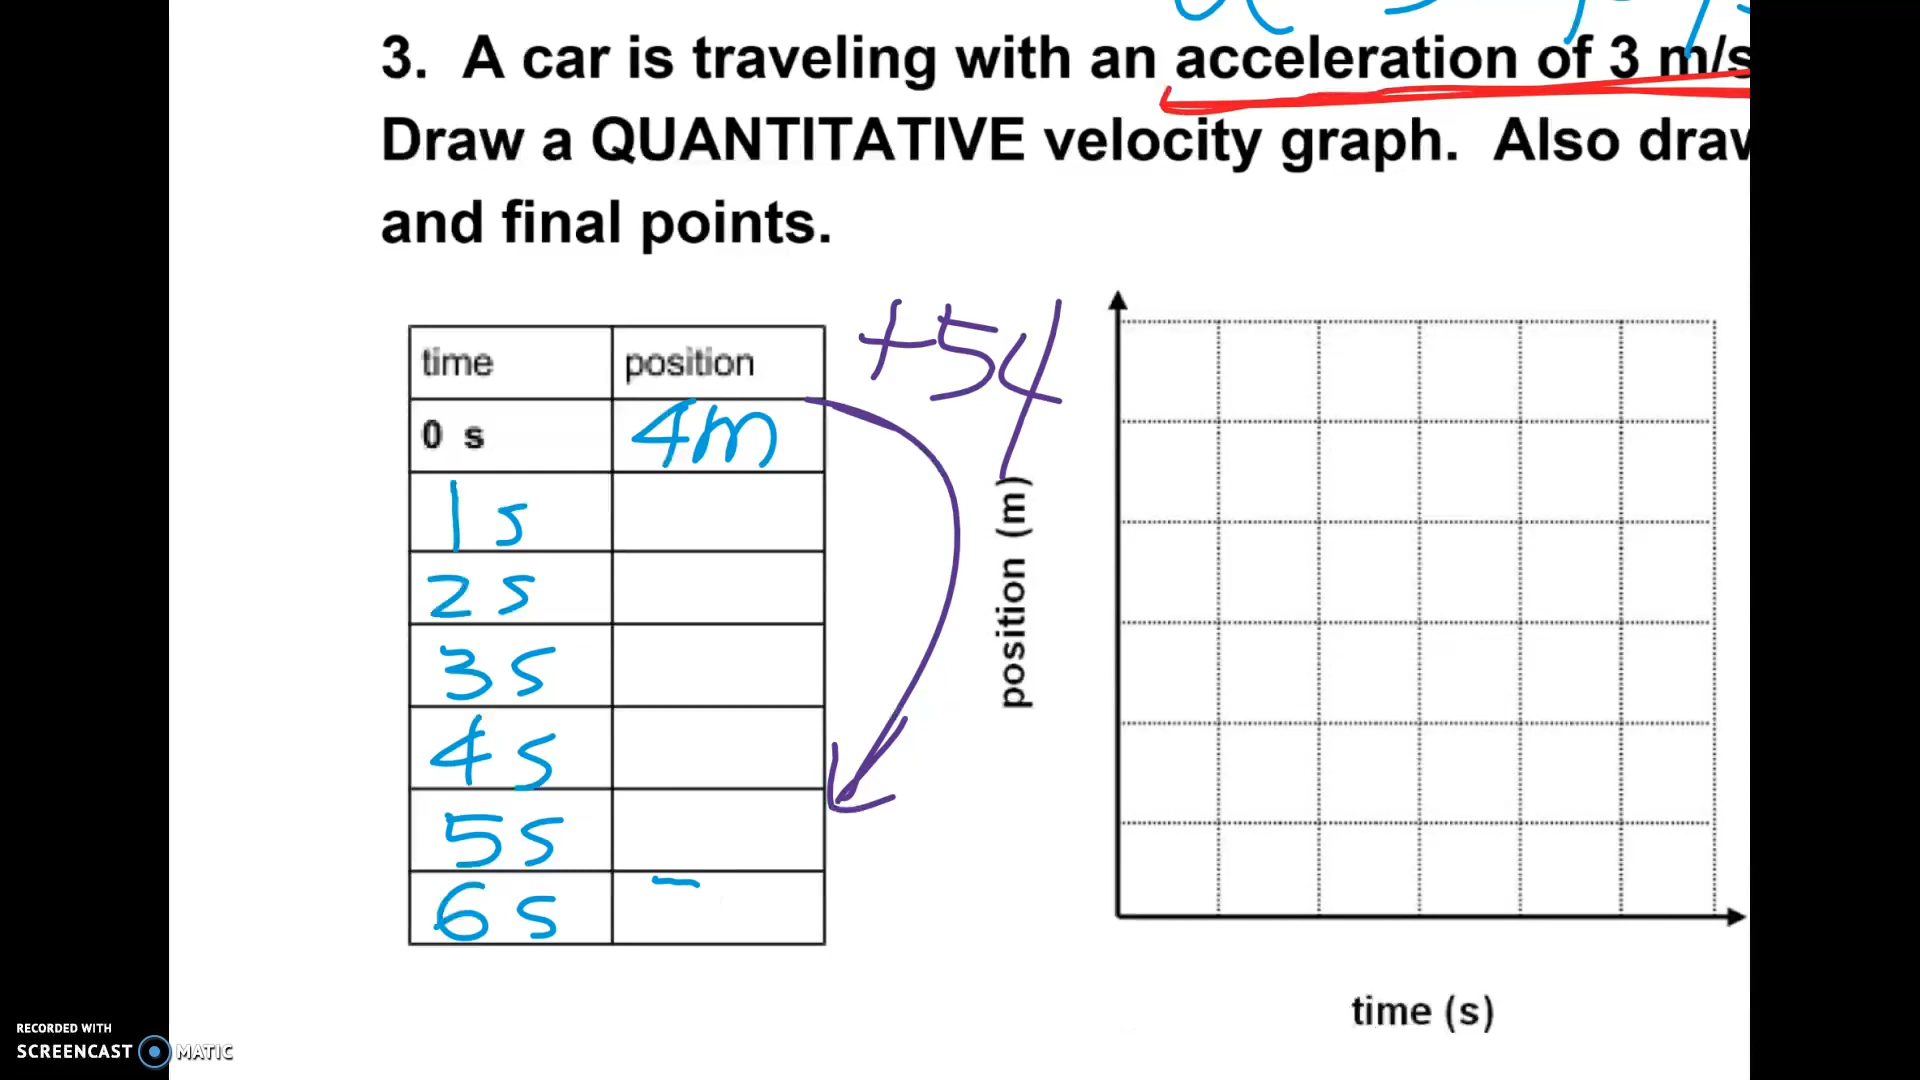 3. A car is traveling with an acceleration of 3 m/s
Draw a QUANTITATIVE velocity graph. Also draw
and final points.
+54
time position
0 s 4m
1 s
2 s
3 s
4 s
5 s
6 s
position (m)
time (s)
RECORDED WITH
SCREENCAST MATIC